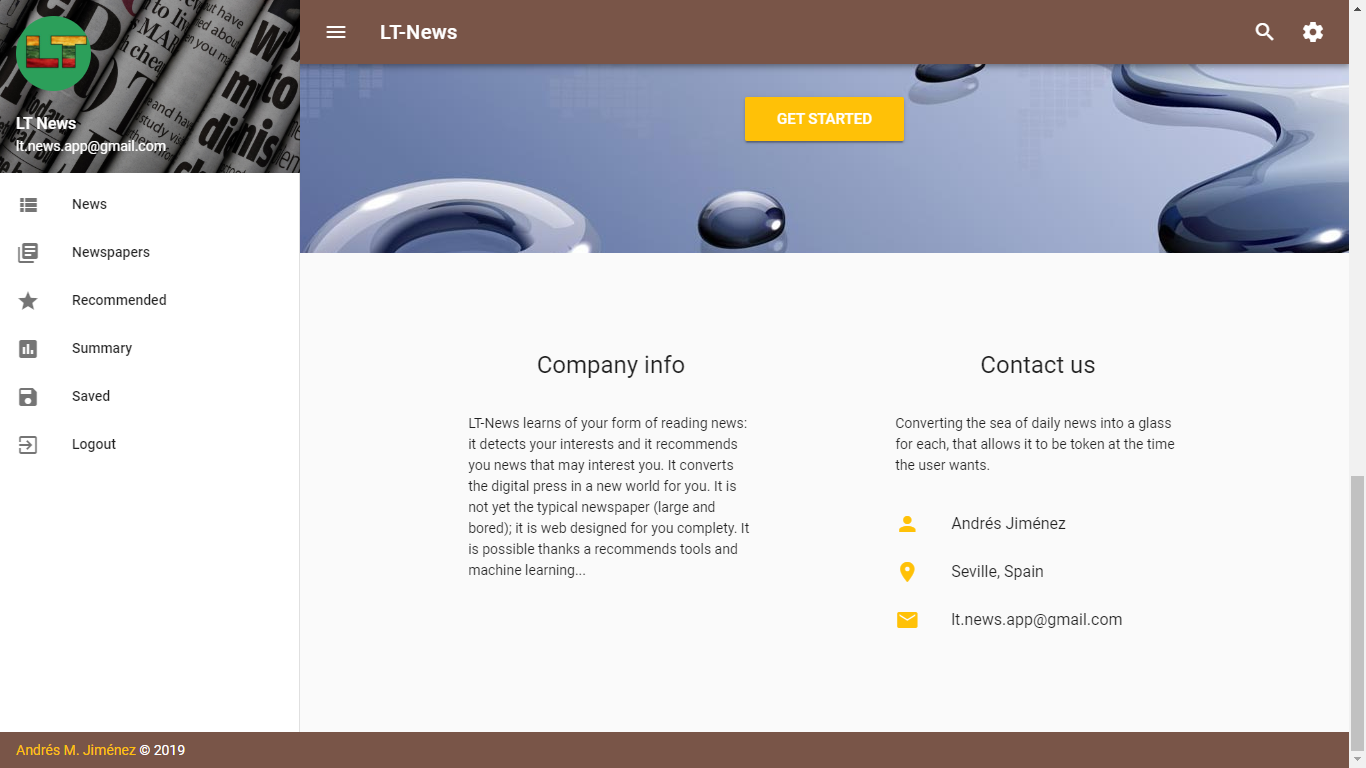 LT
LT News
lt.news.app@gmail.com
News
Newspapers
Recommended
Summary
Saved
Logout
LT-News
GET STARTED
Company info
LT-News learns of your form of reading news:
it detects your interests and it recommends
you news that may interest you. It converts
the digital press in a new world for you. It is
not yet the typical newspaper (large and
bored); it is web designed for you complety. It
is possible thanks a recommends tools and
machine learning...
Contact us
Converting the sea of daily news into a glass
for each, that allows it to be token at the time
the user wants.
Andrés Jiménez
Seville, Spain
lt.news.app@gmail.com
Andrés M. Jiménez © 2019